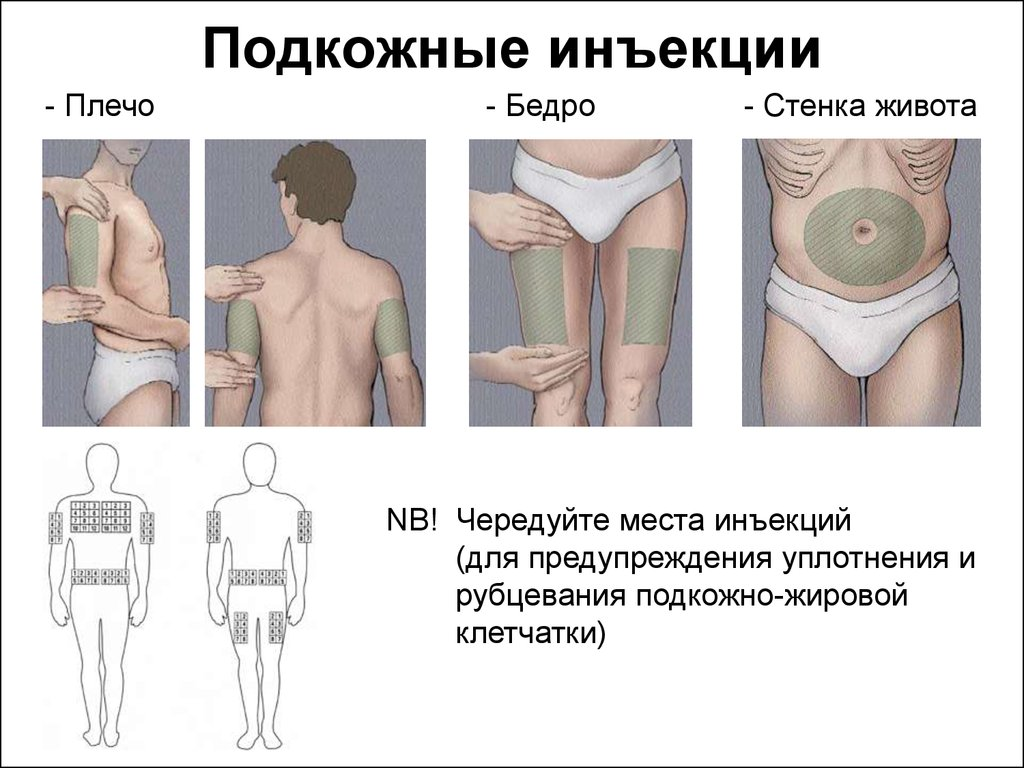 Подкожные инъекции
- Плечо
- Бедро
- Стенка живота
NB! Чередуйте места инъекций
(для предупреждения уплотнения и
рубцевания подкожно-жировой
клетчатки)